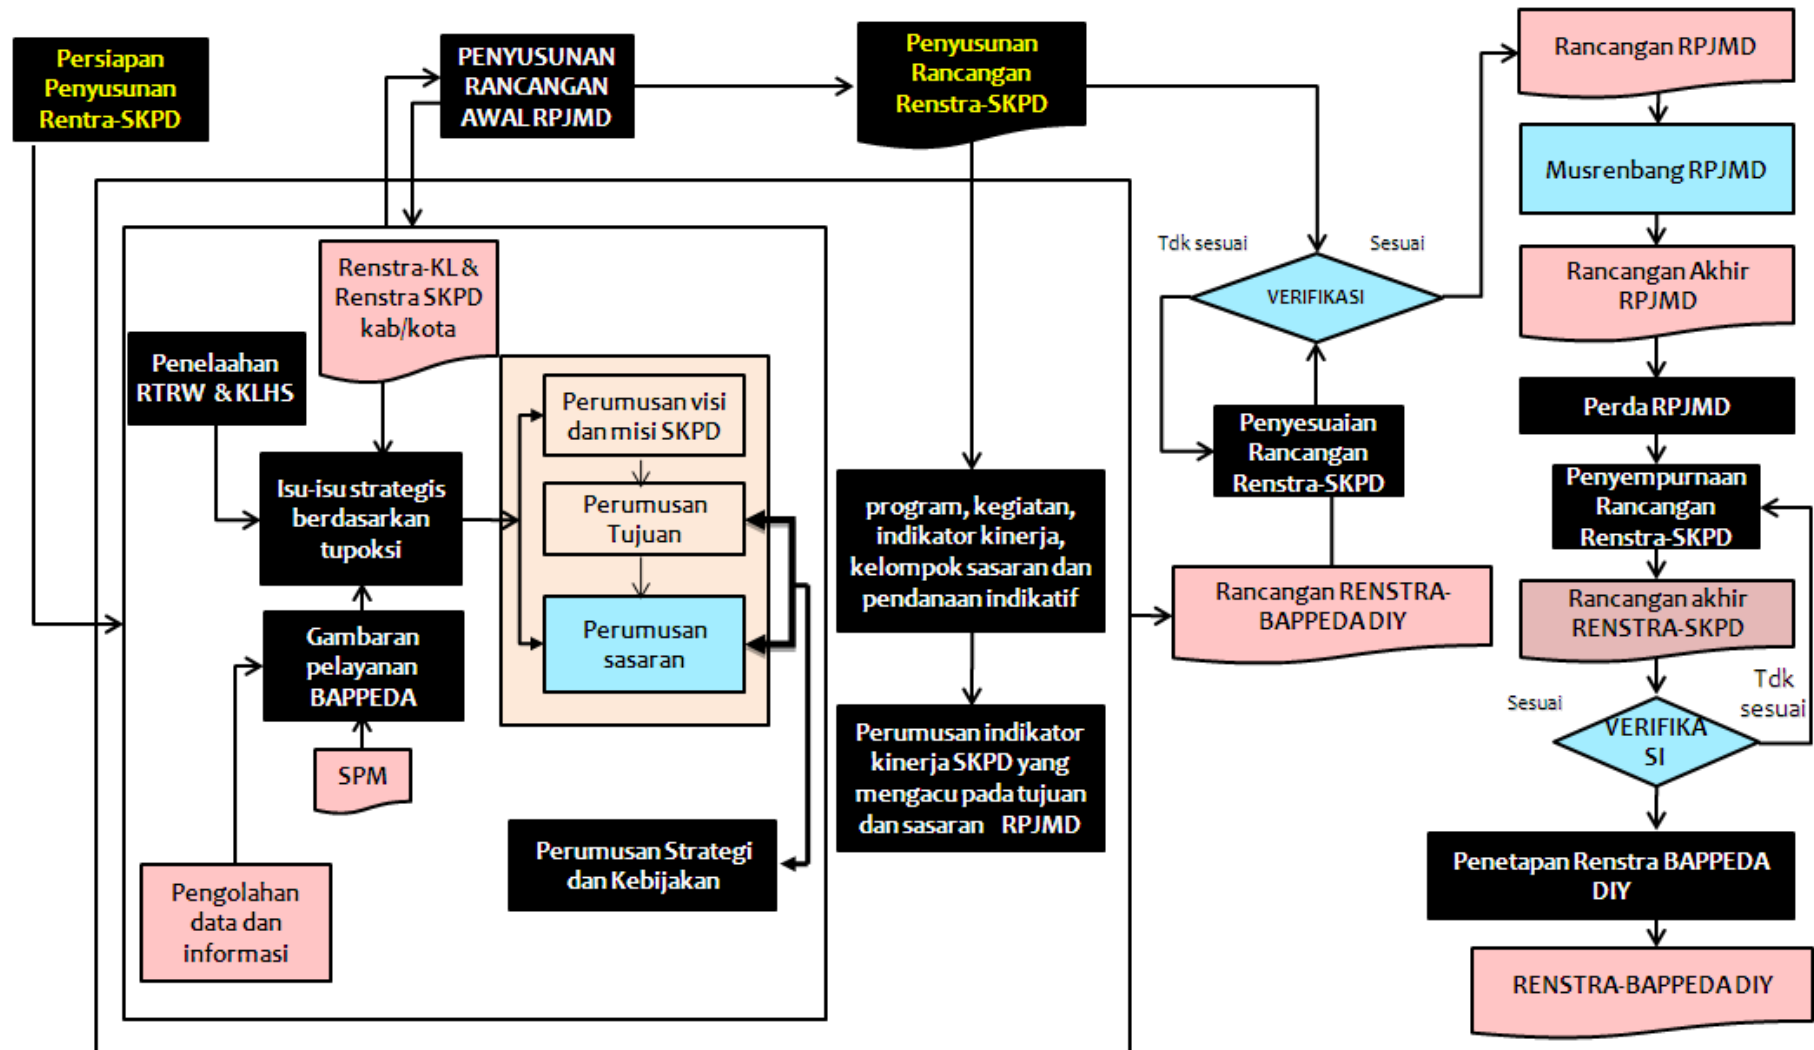 Persiapan
Penyusunan
Rentra-SKPD
PENYUSUNAN
RANCANGAN
AWAL RPJMD
Penyusunan
Rancangan
Renstra-SKPD
Renstra-KL &
Renstra SKPD
kab/kota
Penelaahan
RTRW & KLHS
Isu-isu strategis
berdasarkan
tupoksi
Gambaran
pelayanan
BAPPEDA
SPM
Pengolahan
data dan
informasi
Perumusan visi
dan misi SKPD
Perumusan
Tujuan
Perumusan
sasaran
Perumusan Strategi
dan Kebijakan
program, kegiatan,
indikator kinerja,
kelompok sasaran dan
pendanaan indikatif
Perumusan indikator
kinerja SKPD yang
mengacu pada tujuan
dan sasaran RPJMD
Tdk sesuai
Sesuai
VERIFIKASI
Penyesuaian
Rancangan
Renstra-SKPD
Rancangan RENSTRA-
BAPPEDA DIY
Rancangan RPJMD
Musrenbang RPJMD
Rancangan Akhir
RPJMD
Perda RPJMD
Penyempurnaan
Rancangan
Renstra-SKPD
Rancangan akhir
RENSTRA-SKPD
Sesuai
Tdk
sesuai
VERIFIKA
SI
Penetapan Renstra BAPPEDA
DIY
RENSTRA-BAPPEDA DIY